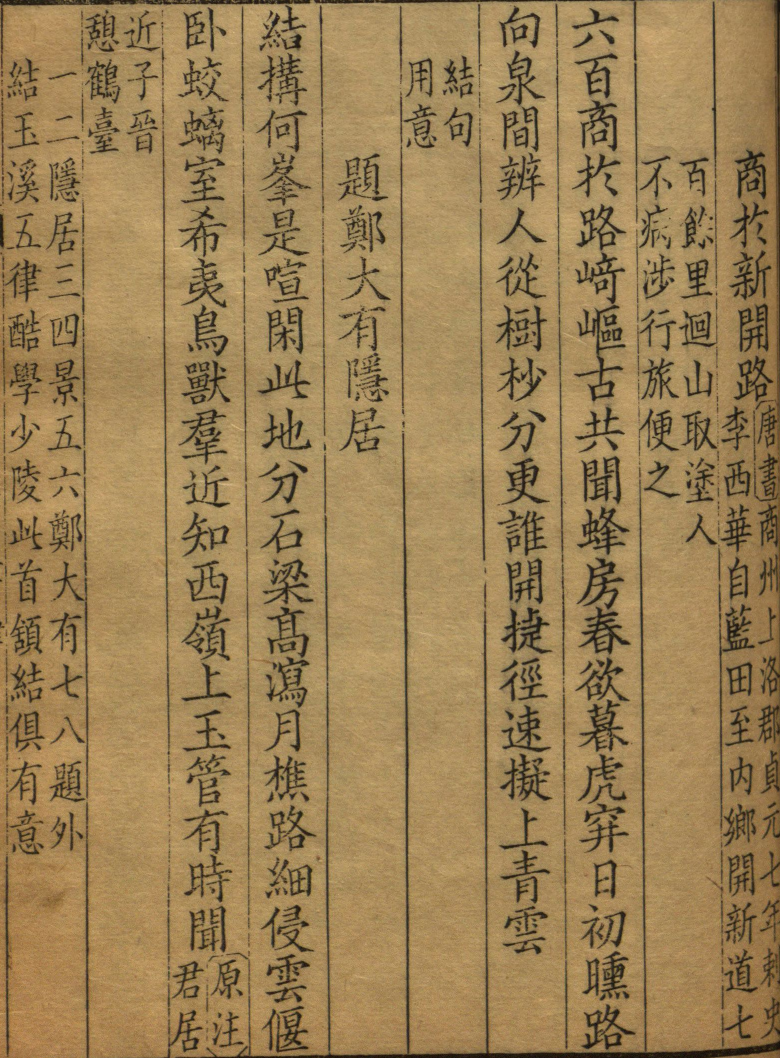 商扵新開路
唐書商州上洛郡貞元七年刺史
李西華自藍田至内鄉開新道七
百餘里迴山取塗人
不病涉行旅便之
六百商扵路崎嶇古共聞蜂房春欲暮虎穽日初曛路
向泉間辨人從樹杪分更誰開捷徑速擬上青雲
結句
用意
題鄭大有隱居
結搆何峯是喧閑此地分石梁髙瀉月樵路細侵雲偃
卧蛟螭室希夷鳥獸羣近知西嶺上玉管有時聞
原注
君居
近子晉
憩鶴臺
一二隱居三四景五六鄭大有七八題外
結玉溪五律酷學少陵此首額結俱有意